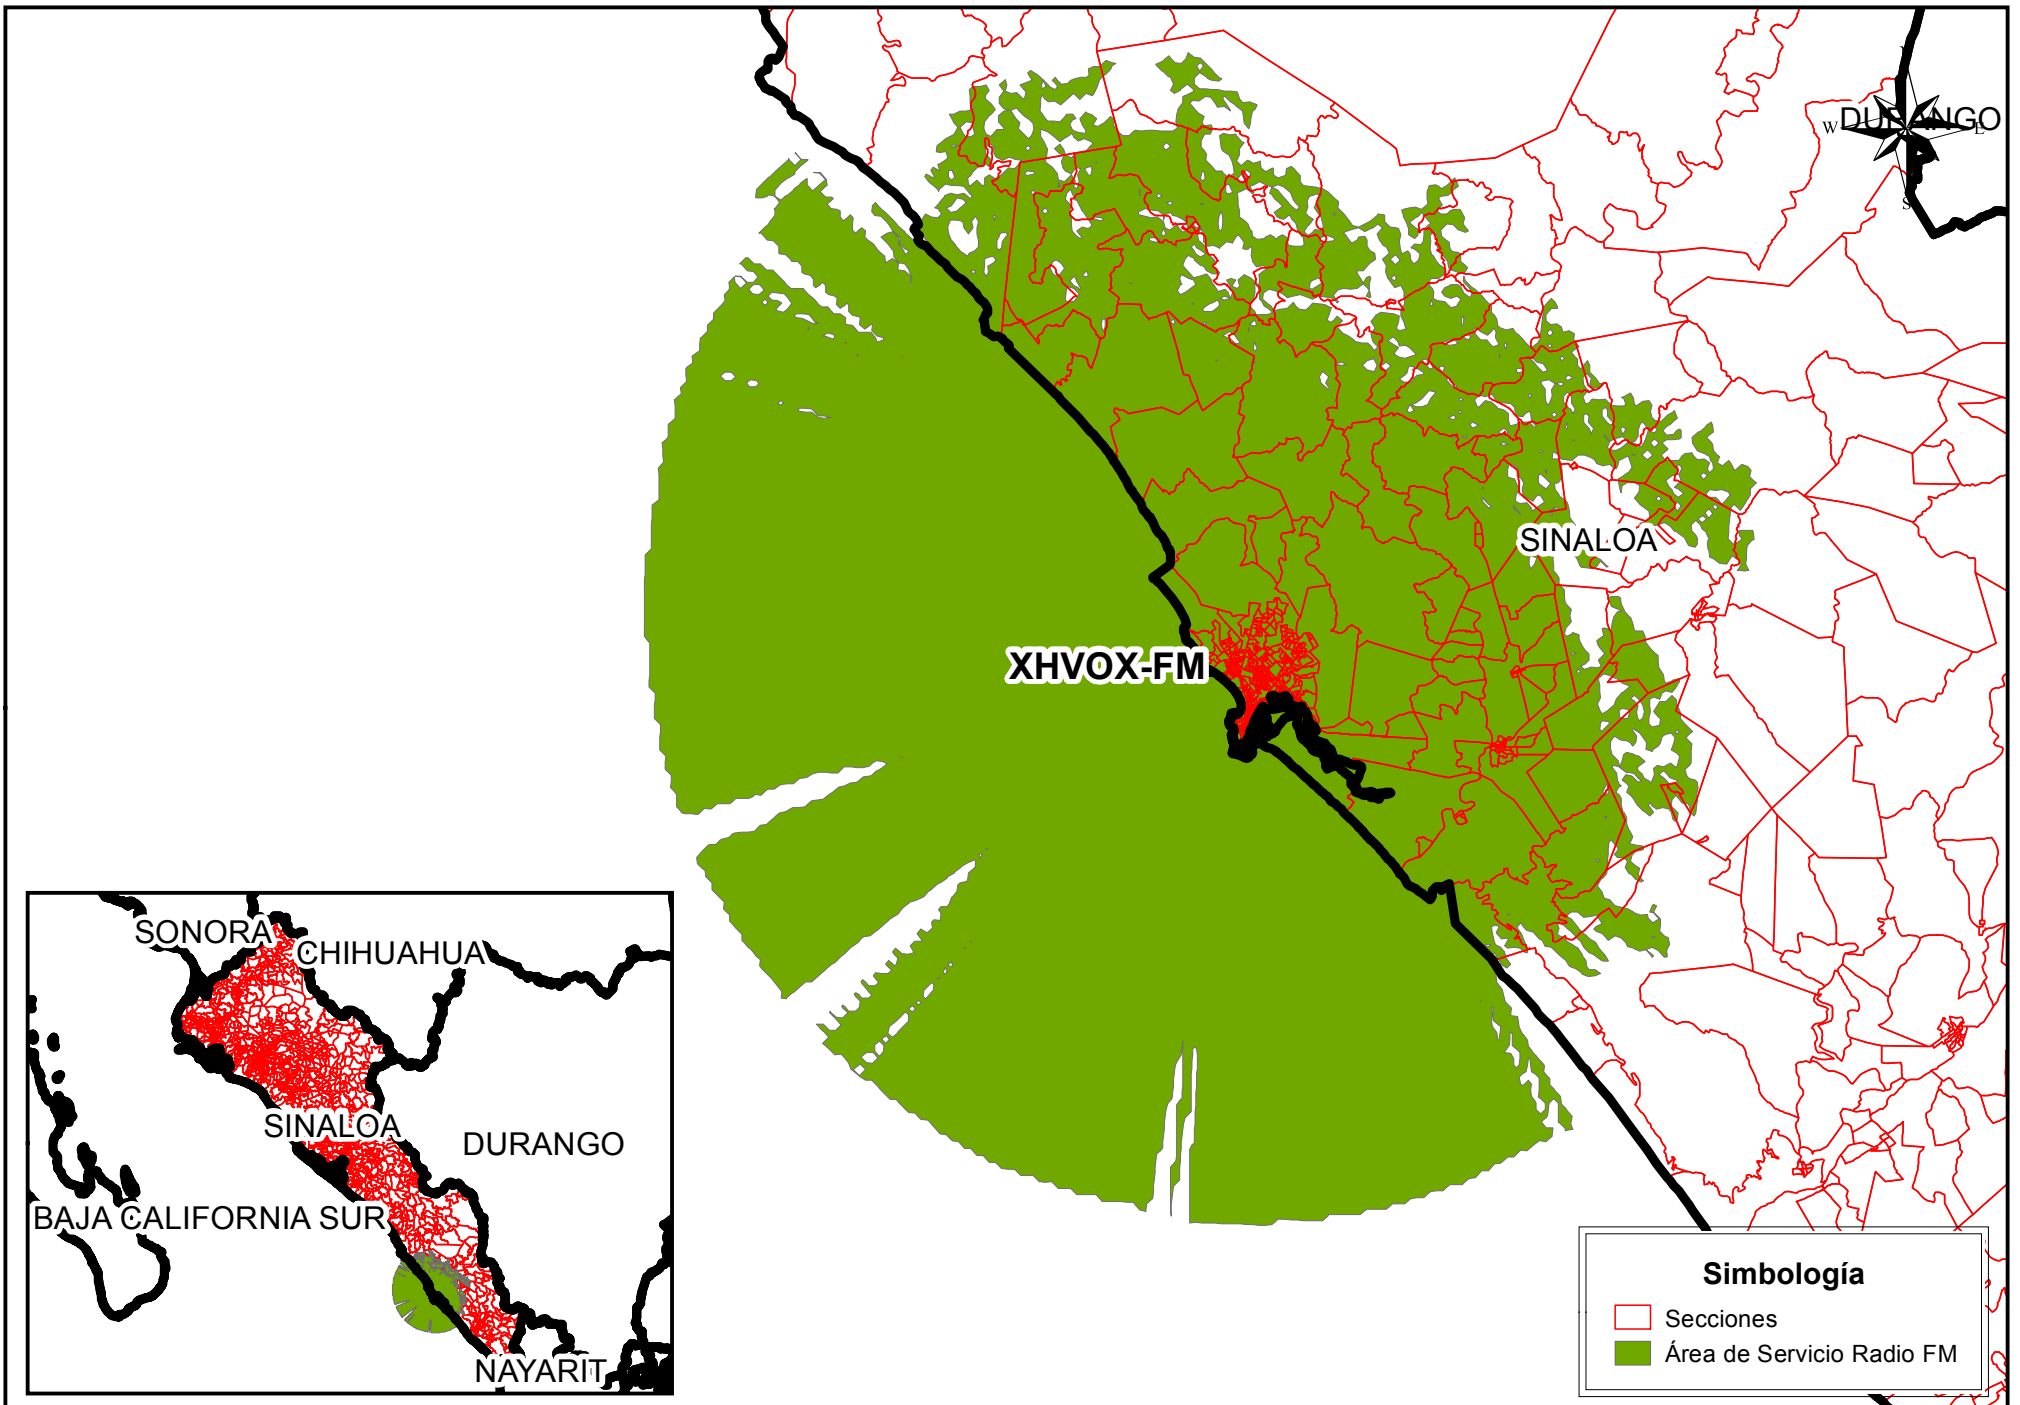 DURANGO
W
E
S
SINALOA
XHVOX-FM
SONORA
CHIHUAHUA
SINALOA
DURANGO
BAJA CALIFORNIA SUR
NAYARIT
Simbología
Secciones
Área de Servicio Radio FM